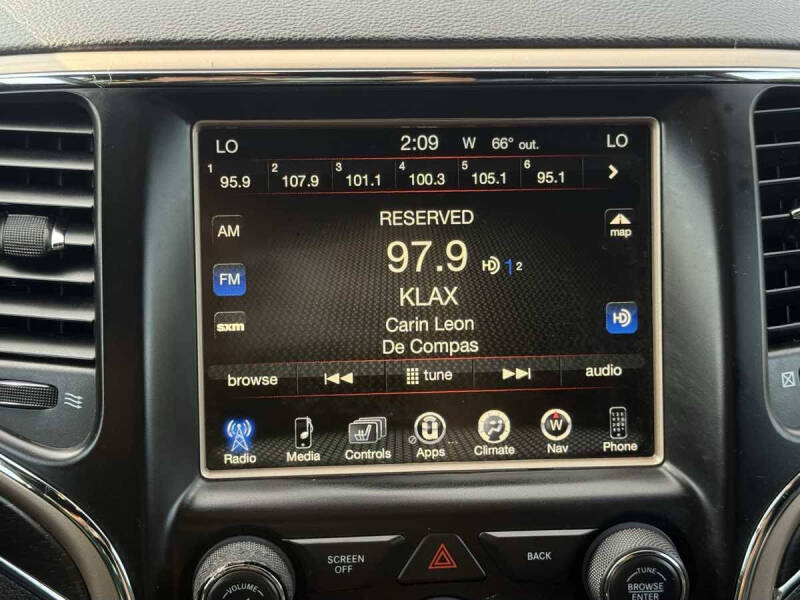 LO 2:09 W 66° out. LO
1 95.9 2 107.9 3 101.1 4 100.3 5 105.1 6 95.1
RESERVED
AM 97.9 HD 1 2 map
FM KLAX HD
sxm Carin Leon
De Compas
browse tune audio
Radio Media Controls Apps Climate W Nav Phone
SCREEN OFF BACK
VOLUME TUNE
BROWSE
ENTER